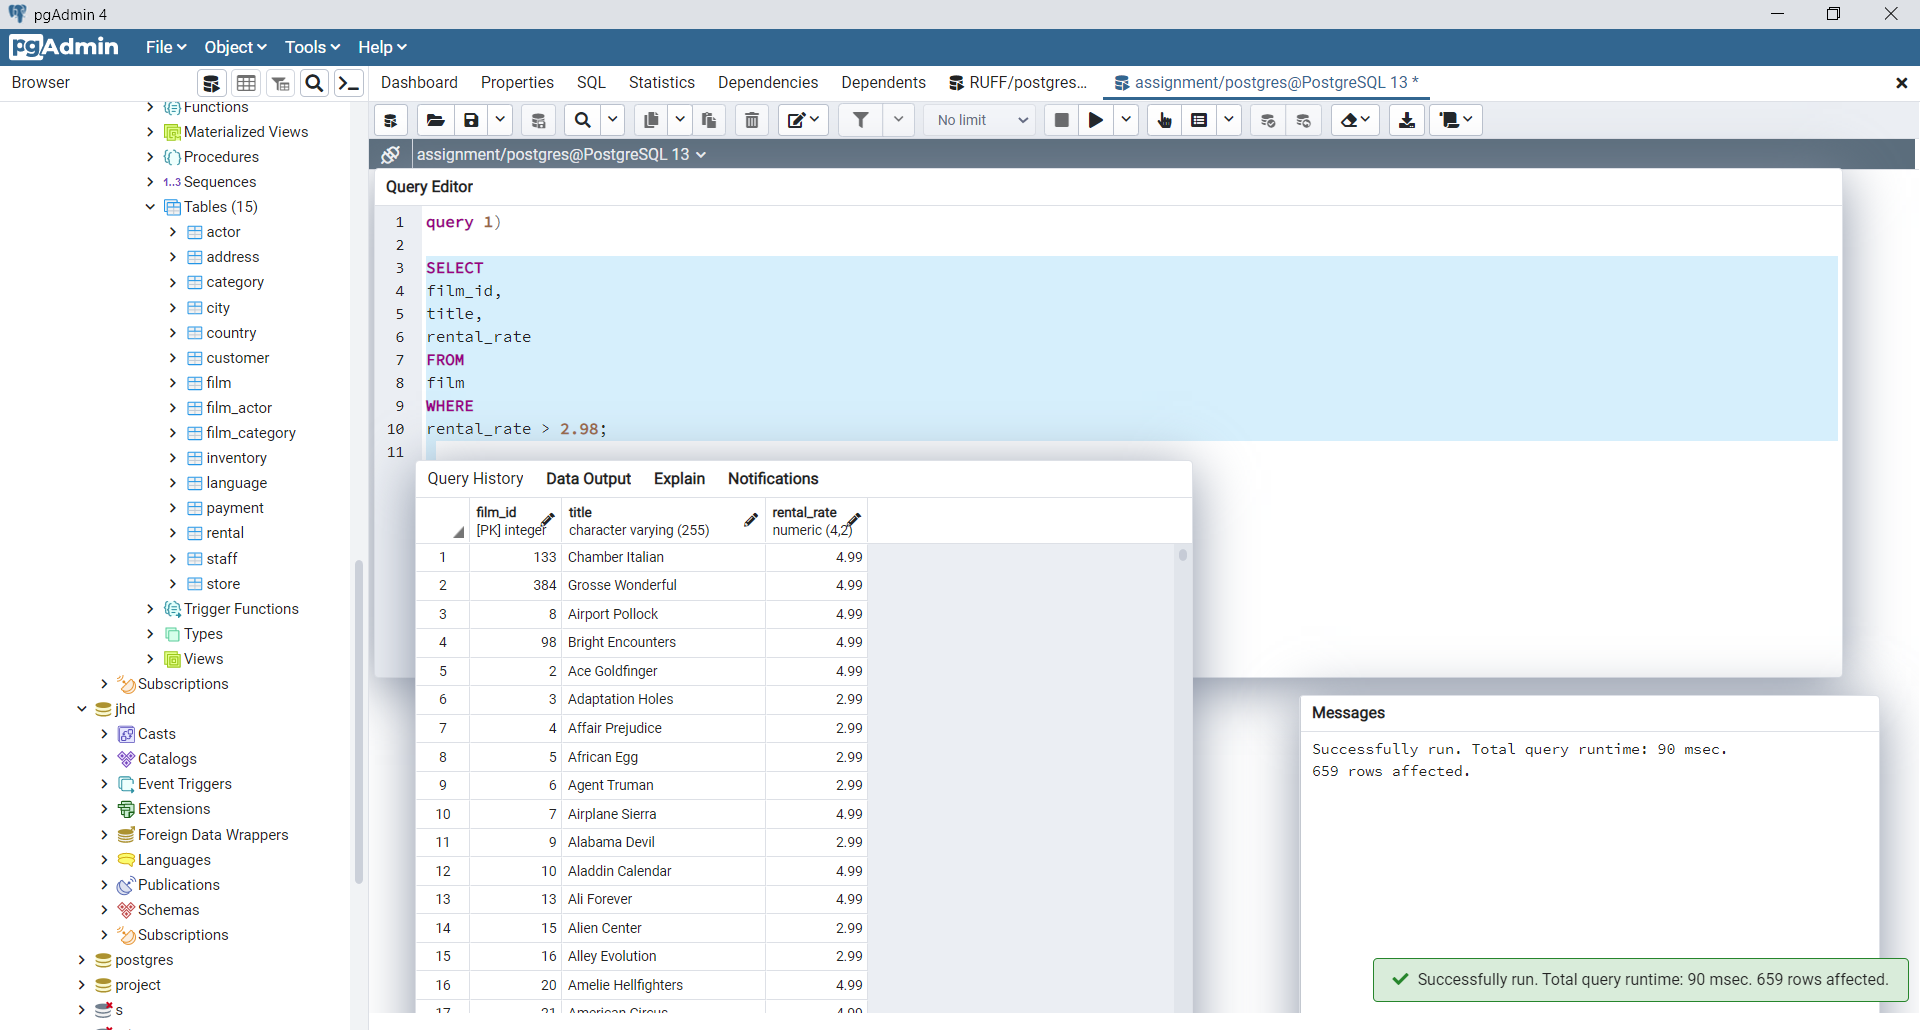 pgAdmin 4
pgAdmin File Object Tools Help
Browser
Dashboard Properties SQL Statistics Dependencies Dependents RUFF/postgres... assignment/postgres@PostgreSQL 13 *
No limit
assignment/postgres@PostgreSQL 13
Functions
Materialized Views
Procedures
1..3 Sequences
Tables (15)
actor
address
category
city
country
customer
film
film_actor
film_category
inventory
language
payment
rental
staff
store
Trigger Functions
Types
Views
Subscriptions
jhd
Casts
Catalogs
Event Triggers
Extensions
Foreign Data Wrappers
Languages
Publications
Schemas
Subscriptions
postgres
project
s
Query Editor
1 query 1)
2
3 SELECT
4 film_id,
5 title,
6 rental_rate
7 FROM
8 film
9 WHERE
10 rental_rate > 2.98;
11
Query History Data Output Explain Notifications
film_id title rental_rate
[PK] integer character varying (255) numeric (4,2)
1 133 Chamber Italian 4.99
2 384 Grosse Wonderful 4.99
3 8 Airport Pollock 4.99
4 98 Bright Encounters 4.99
5 2 Ace Goldfinger 4.99
6 3 Adaptation Holes 2.99
7 4 Affair Prejudice 2.99
8 5 African Egg 2.99
9 6 Agent Truman 2.99
10 7 Airplane Sierra 4.99
11 9 Alabama Devil 2.99
12 10 Aladdin Calendar 4.99
13 13 Ali Forever 4.99
14 15 Alien Center 2.99
15 16 Alley Evolution 2.99
16 20 Amelie Hellfighters 4.99
17 21 American Circus 4.99
Messages
Successfully run. Total query runtime: 90 msec.
659 rows affected.
Successfully run. Total query runtime: 90 msec. 659 rows affected.